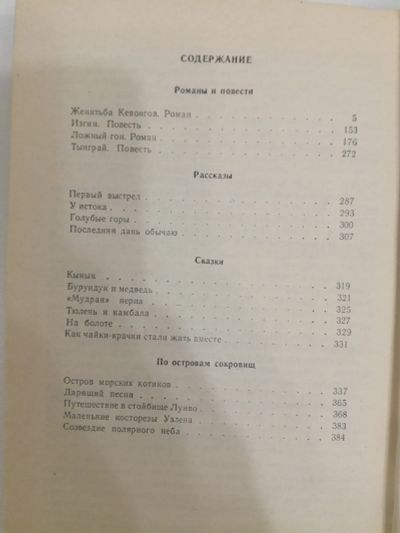 СОДЕРЖАНИЕ
Романы и повести
Женитьба Кевонгов. Роман . . . . . . . . 5
Изгин. Повесть . . . . . . . . 153
Ложный гон. Роман . . . . . . . . 176
Тынграй. Повесть . . . . . . . . 272
Рассказы
Первый выстрел . . . . . . . . 287
У истока . . . . . . . . 293
Голубые горы . . . . . . . . 300
Последняя дань обычаю . . . . . . . . 307
Сказки
Кыкык . . . . . . . . 319
Бурундук и медведь . . . . . . . . 321
«Мудрая» нерпа . . . . . . . . 325
Тюлень и камбала . . . . . . . . 327
На болоте . . . . . . . . 329
Как чайки-крачки стали жить вместе . . . . . . . . 331
По островам сокровищ
Остров морских котиков . . . . . . . . 337
Дарящий песни . . . . . . . . 365
Путешествие в стойбище Лунво . . . . . . . . 368
Маленькие косторезы Уэлена . . . . . . . . 383
Созвездие полярного неба . . . . . . . . 384